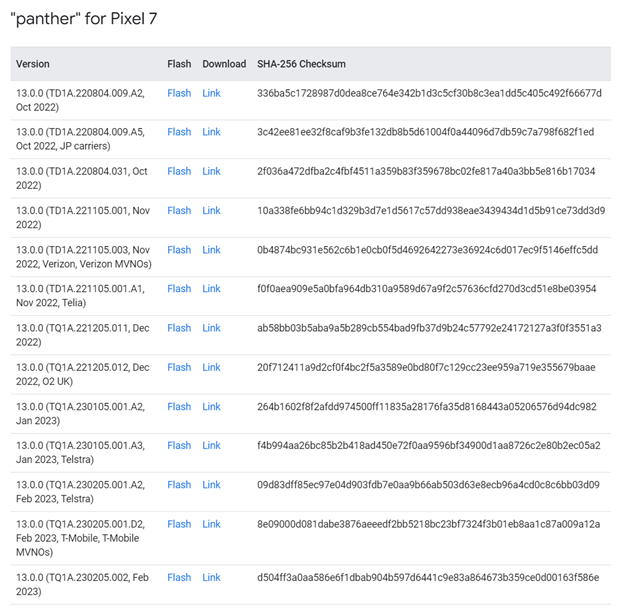 "panther" for Pixel 7
Version Flash Download SHA-256 Checksum
13.0.0 (TD1A.220804.009.A2, Flash Link 336ba5c1728987d0dea8ce764e342b1d3c5cf30b8c3ea1dd5c405c492f66677d
Oct 2022)
13.0.0 (TD1A.220804.009.A5, Flash Link 3c42ee81ee32f8caf9b3fe132db8b5d61004f0a44096d7db59c7a798f682f1ed
Oct 2022, JP carriers)
13.0.0 (TD1A.220804.031, Oct Flash Link 2f036a472dfba2c4fbf4511a359b83f359678bc02fe817a40a3bb5e816b17034
2022)
13.0.0 (TD1A.221105.001, Nov Flash Link 10a338fe6bb94c1d329b3d7e1d5617c57dd938eae3439434d1d5b91ce73dd3d9
2022)
13.0.0 (TD1A.221105.003, Nov Flash Link 0b4874bc931e562c6b1e0cb0f5d4692642273e36924c6d017ec9f5146effc5dd
2022, Verizon, Verizon MVNOs)
13.0.0 (TD1A.221105.001.A1, Flash Link f0f0aea909e5a0bfa964db310a9589d67a9f2c57636cfd270d3cd51e8be03954
Nov 2022, Telia)
13.0.0 (TQ1A.221205.011, Dec Flash Link ab58bb03b5aba9a5b289cb554bad9fb37d9b24c57792e24172127a3f0f3551a3
2022)
13.0.0 (TQ1A.221205.012, Dec Flash Link 20f712411a9d2cf0f4bc2f5a3589e0bd80f7c129cc23ee959a719e355679baae
2022, O2 UK)
13.0.0 (TQ1A.230105.001.A2, Flash Link 264b1602f8f2afdd974500ff11835a28176fa35d8168443a05206576d94dc982
Jan 2023)
13.0.0 (TQ1A.230105.001.A3, Flash Link f4b994aa26bc85b2b418ad450e72f0aa9596bf34900d1aa8726c2e80b2ec05a2
Jan 2023, Telstra)
13.0.0 (TQ1A.230205.001.A2, Flash Link 09d83dff85ec97e04d903fdb7e0aa9b66ab503d63e8ecb96a4cd0c8c6bb03d09
Feb 2023, Telstra)
13.0.0 (TQ1A.230205.001.D2, Flash Link 8e09000d081dabe3876aeeedf2bb5218bc23bf7324f3b01eb8aa1c87a009a12a
Feb 2023, T-Mobile, T-Mobile
MVNOs)
13.0.0 (TQ1A.230205.002, Feb Flash Link d504ff3a0aa586e6f1dbab904b597d6441c9e83a864673b359ce0d00163f586e
2023)